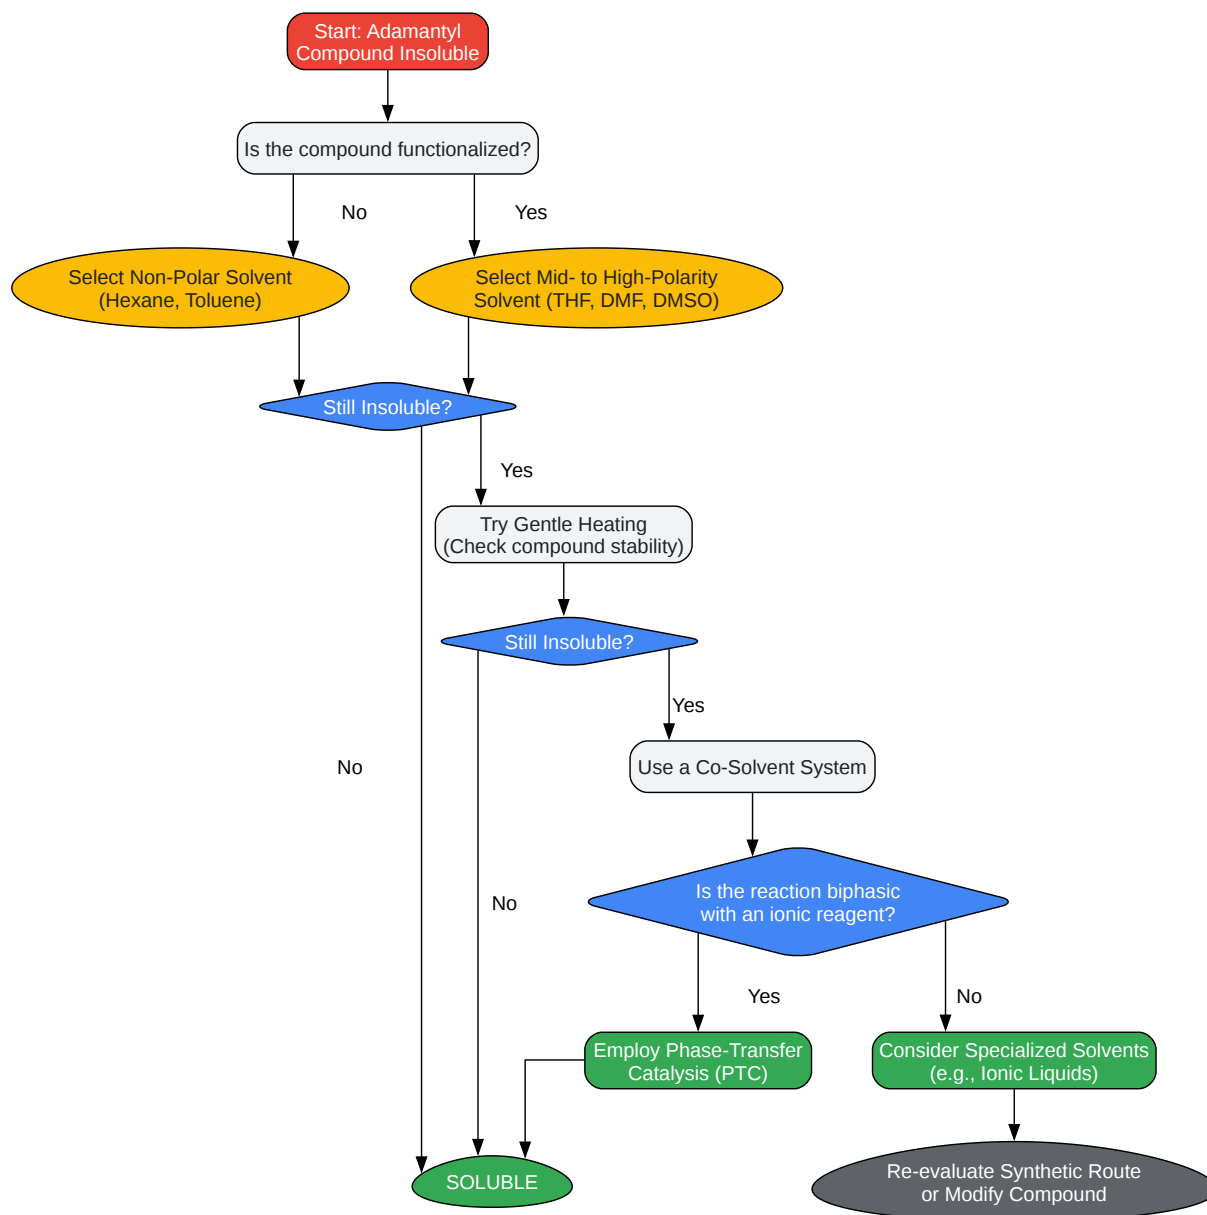 Start: Adamantyl
Compound Insoluble
Is the compound functionalized?
No
Yes
Select Non-Polar Solvent
(Hexane, Toluene)
Select Mid- to High-Polarity
Solvent (THF, DMF, DMSO)
Still Insoluble?
Yes
Try Gentle Heating
(Check compound stability)
Still Insoluble?
Yes
No
Use a Co-Solvent System
Is the reaction biphasic
with an ionic reagent?
No
Yes
No
Employ Phase-Transfer
Catalysis (PTC)
Consider Specialized Solvents
(e.g., Ionic Liquids)
SOLUBLE
Re-evaluate Synthetic Route
or Modify Compound